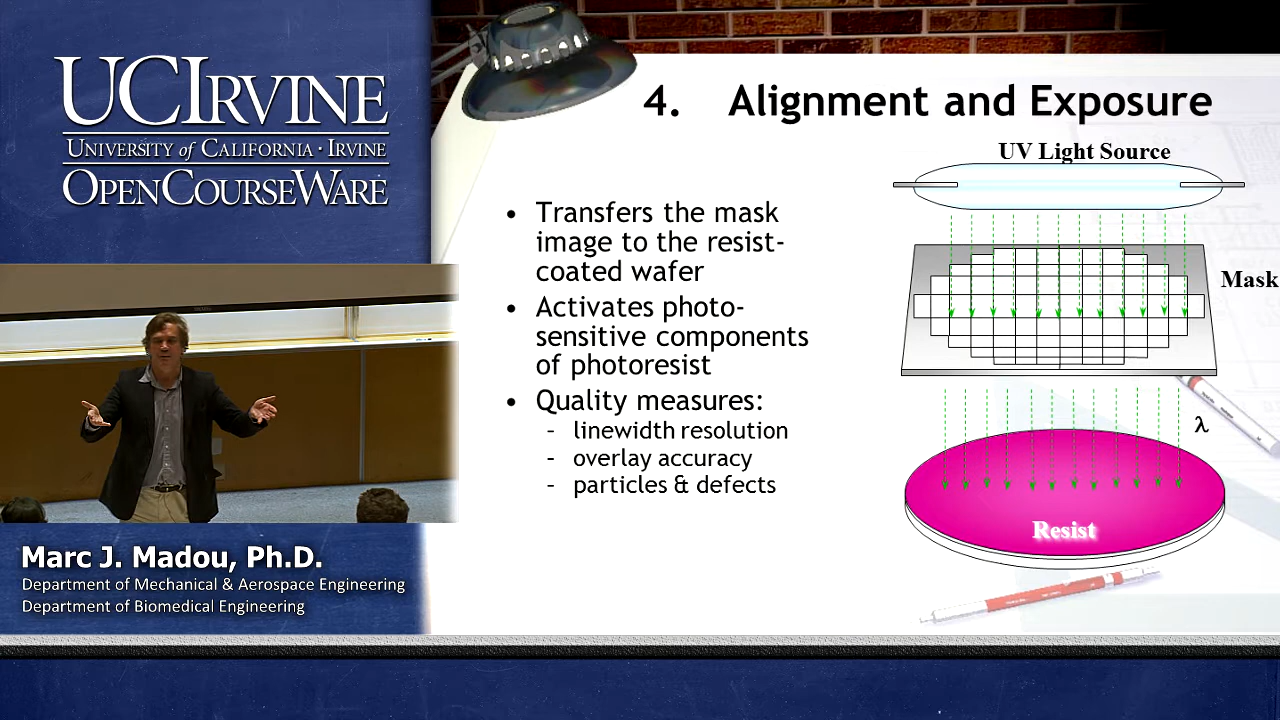 UCIRVINE
UNIVERSITY of CALIFORNIA · IRVINE
OPENCOURSEWARE
Marc J. Madou, Ph.D.
Department of Mechanical & Aerospace Engineering
Department of Biomedical Engineering
4. Alignment and Exposure
• Transfers the mask
image to the resist-
coated wafer
• Activates photo-
sensitive components
of photoresist
• Quality measures:
– linewidth resolution
– overlay accuracy
– particles & defects
UV Light Source
Mask
λ
Resist